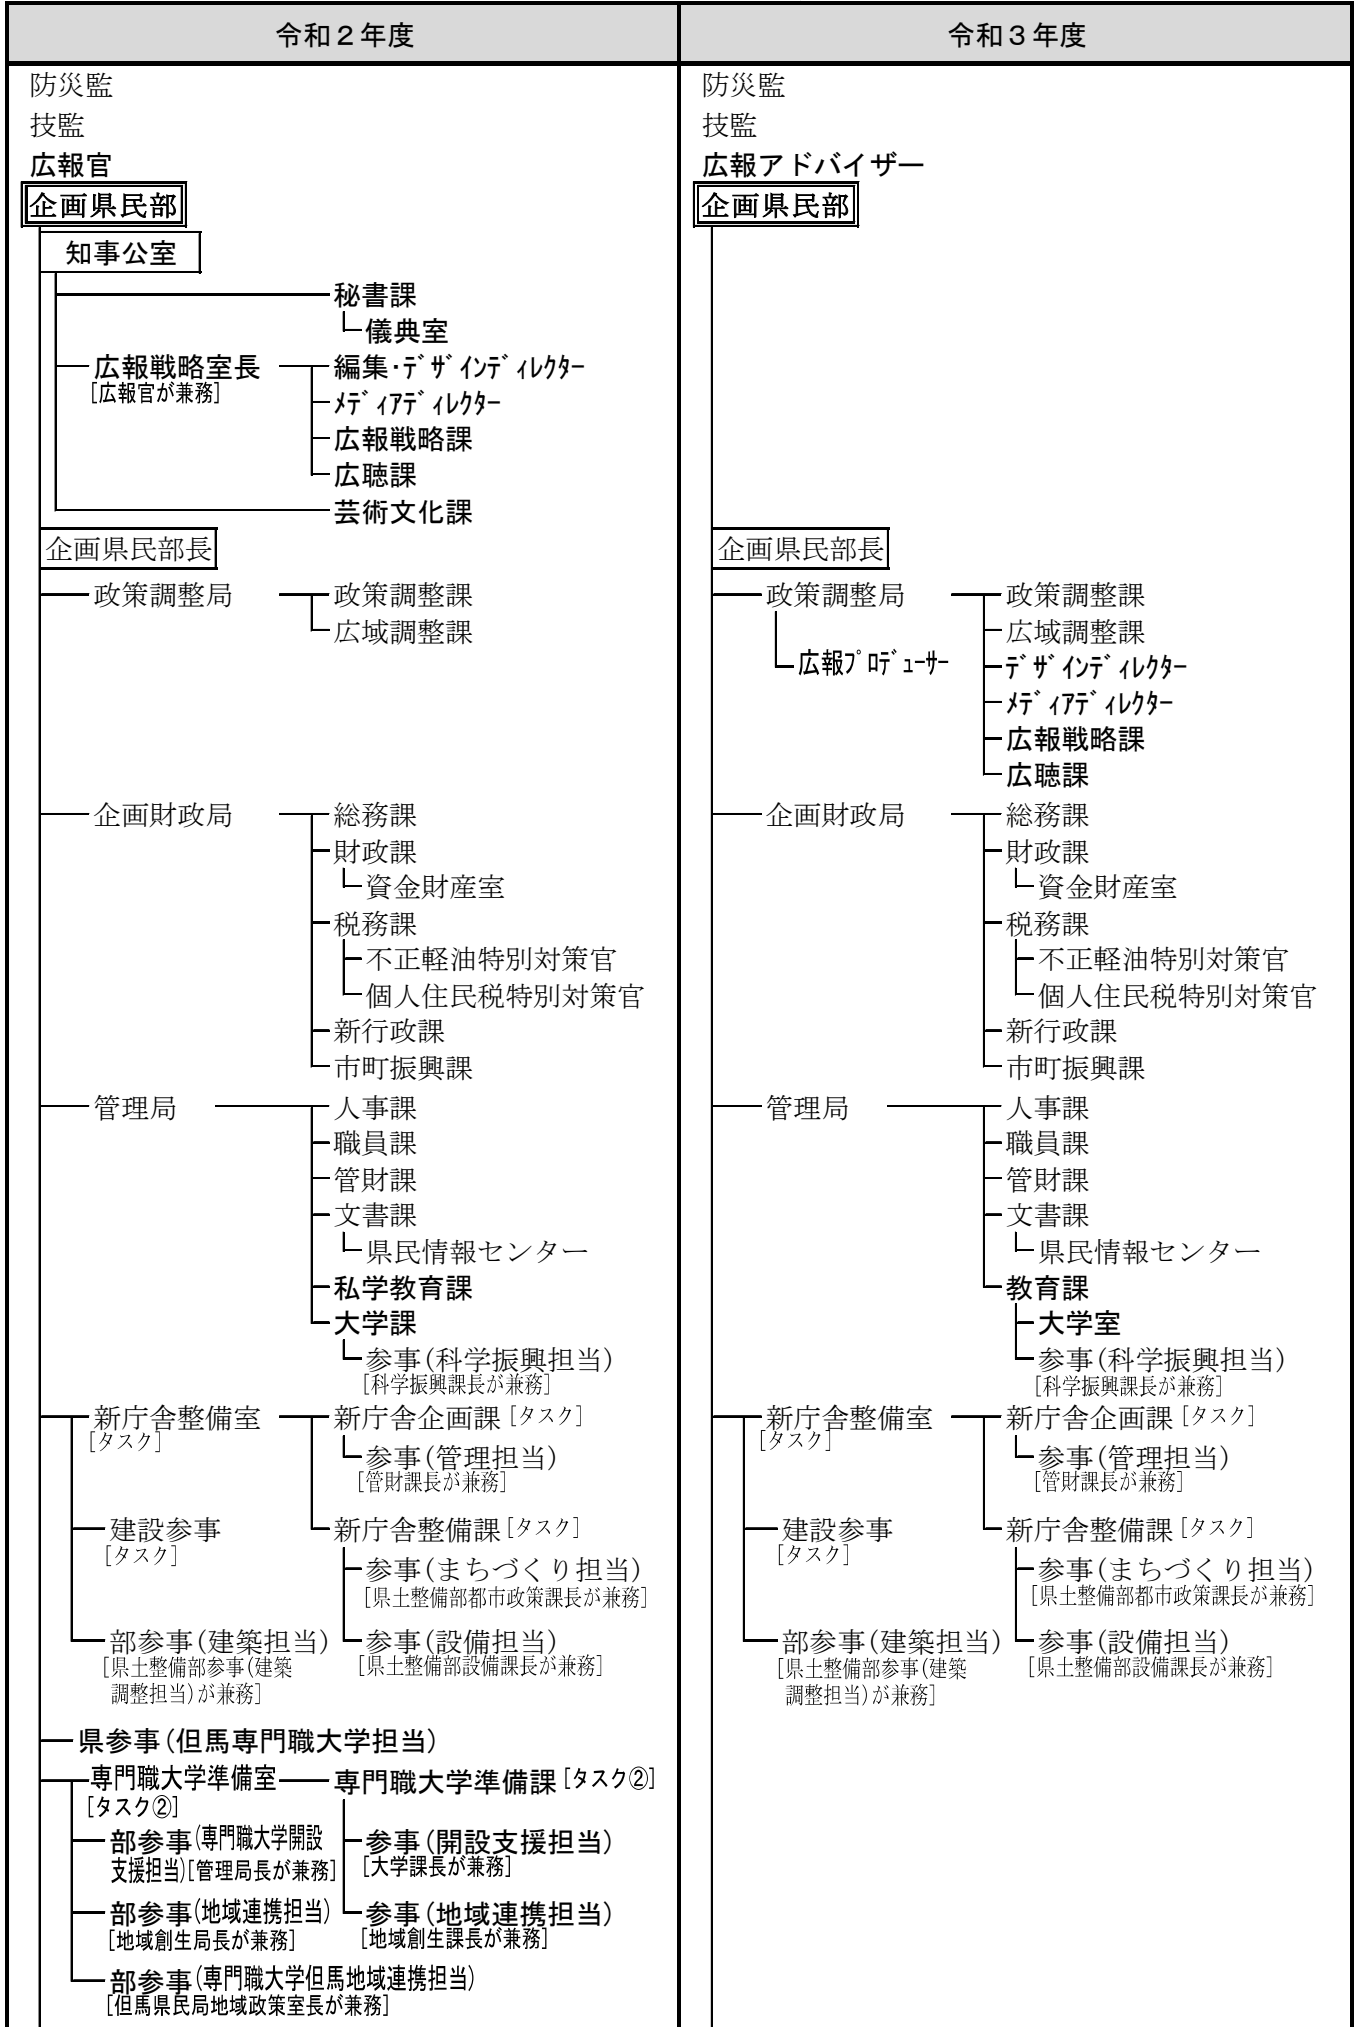 令和２年度
防災監
技監
広報官
企画県民部
知事公室
秘書課
儀典室
広報戦略室長
[広報官が兼務]
編集･ﾃﾞｻﾞｲﾝﾃﾞｨﾚｸﾀｰ
ﾒﾃﾞｨｱﾃﾞｨﾚｸﾀｰ
広報戦略課
広聴課
芸術文化課
企画県民部長
政策調整局
政策調整課
広域調整課
企画財政局
総務課
財政課
資金財産室
税務課
不正軽油特別対策官
個人住民税特別対策官
新行政課
市町振興課
管理局
人事課
職員課
管財課
文書課
県民情報センター
私学教育課
大学課
参事(科学振興担当)
[科学振興課長が兼務]
新庁舎整備室
[タスク]
新庁舎企画課[タスク]
参事(管理担当)
[管財課長が兼務]
建設参事
[タスク]
新庁舎整備課[タスク]
参事(まちづくり担当)
[県土整備部都市政策課長が兼務]
部参事(建築担当)
[県土整備部参事(建築
調整担当)が兼務]
参事(設備担当)
[県土整備部設備課長が兼務]
県参事(但馬専門職大学担当)
専門職大学準備室
[タスク②]
専門職大学準備課[タスク②]
部参事(専門職大学開設
支援担当)[管理局長が兼務]
参事(開設支援担当)
[大学課長が兼務]
部参事(地域連携担当)
[地域創生局長が兼務]
参事(地域連携担当)
[地域創生課長が兼務]
部参事(専門職大学但馬地域連携担当)
[但馬県民局地域政策室長が兼務]
令和３年度
防災監
技監
広報アドバイザー
企画県民部
企画県民部長
政策調整局
広報ﾌﾟﾛﾃﾞｭｰｻｰ
政策調整課
広域調整課
ﾃﾞｻﾞｲﾝﾃﾞｨﾚｸﾀｰ
ﾒﾃﾞｨｱﾃﾞｨﾚｸﾀｰ
広報戦略課
広聴課
企画財政局
総務課
財政課
資金財産室
税務課
不正軽油特別対策官
個人住民税特別対策官
新行政課
市町振興課
管理局
人事課
職員課
管財課
文書課
県民情報センター
教育課
大学室
参事(科学振興担当)
[科学振興課長が兼務]
新庁舎整備室
[タスク]
新庁舎企画課[タスク]
参事(管理担当)
[管財課長が兼務]
建設参事
[タスク]
新庁舎整備課[タスク]
参事(まちづくり担当)
[県土整備部都市政策課長が兼務]
部参事(建築担当)
[県土整備部参事(建築
調整担当)が兼務]
参事(設備担当)
[県土整備部設備課長が兼務]